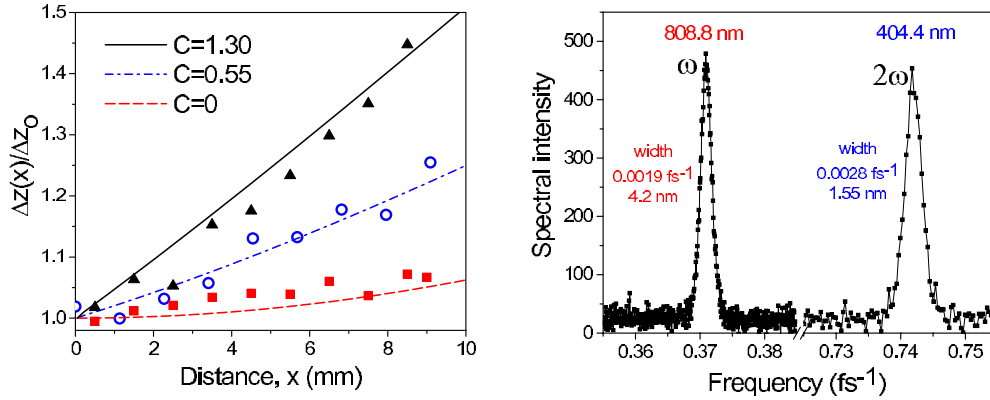 1.5
1.4
1.3
1.2
1.1
1.0
Δz(x)/Δz₀
C=1.30
C=0.55
C=0
0 2 4 6 8 10
Distance, x (mm)
808.8 nm
404.4 nm
500
400
300
200
100
0
Spectral intensity
ω
2ω
width
0.0019 fs⁻¹
4.2 nm
width
0.0028 fs⁻¹
1.55 nm
0.36 0.37 0.38 0.73 0.74 0.75
Frequency (fs⁻¹)